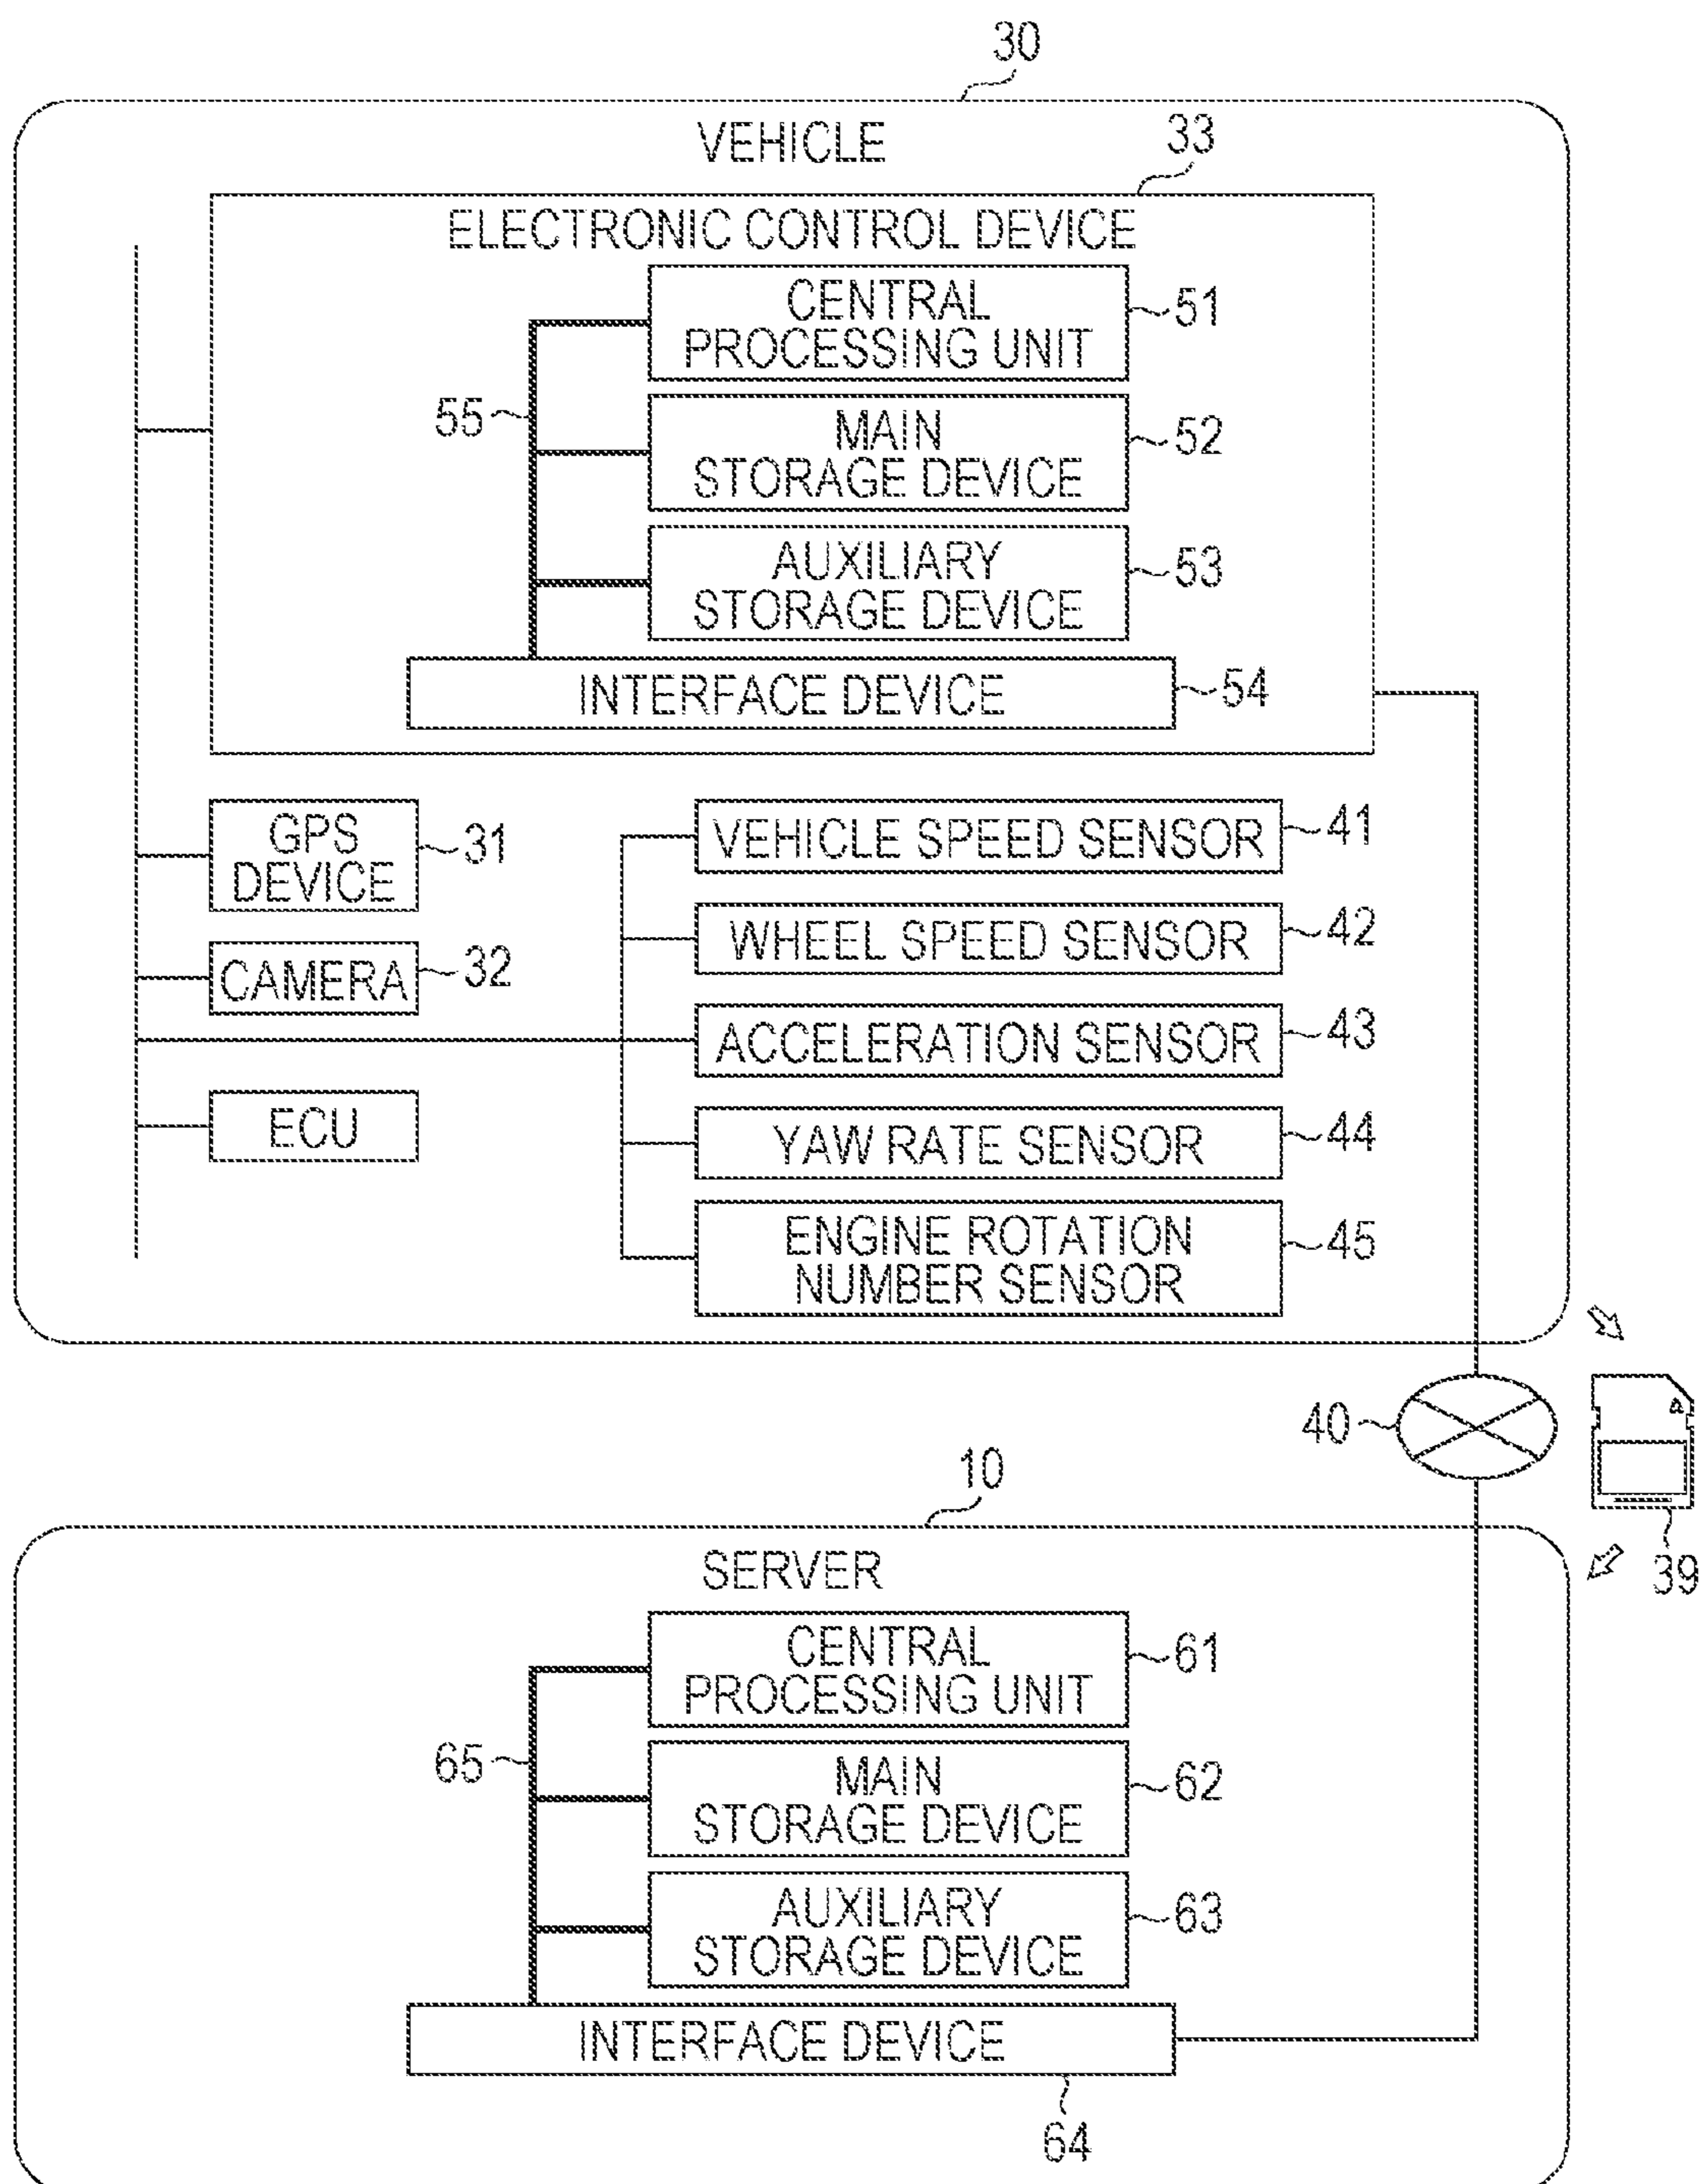 30
VEHICLE
33
ELECTRONIC CONTROL DEVICE
CENTRAL
PROCESSING UNIT
51
55
MAIN
STORAGE DEVICE
52
AUXILIARY
STORAGE DEVICE
53
INTERFACE DEVICE
54
GPS
DEVICE
31
VEHICLE SPEED SENSOR
41
WHEEL SPEED SENSOR
42
CAMERA
32
ACCELERATION SENSOR
43
ECU
YAW RATE SENSOR
44
ENGINE ROTATION
NUMBER SENSOR
45
40
39
10
SERVER
CENTRAL
PROCESSING UNIT
61
65
MAIN
STORAGE DEVICE
62
AUXILIARY
STORAGE DEVICE
63
INTERFACE DEVICE
64